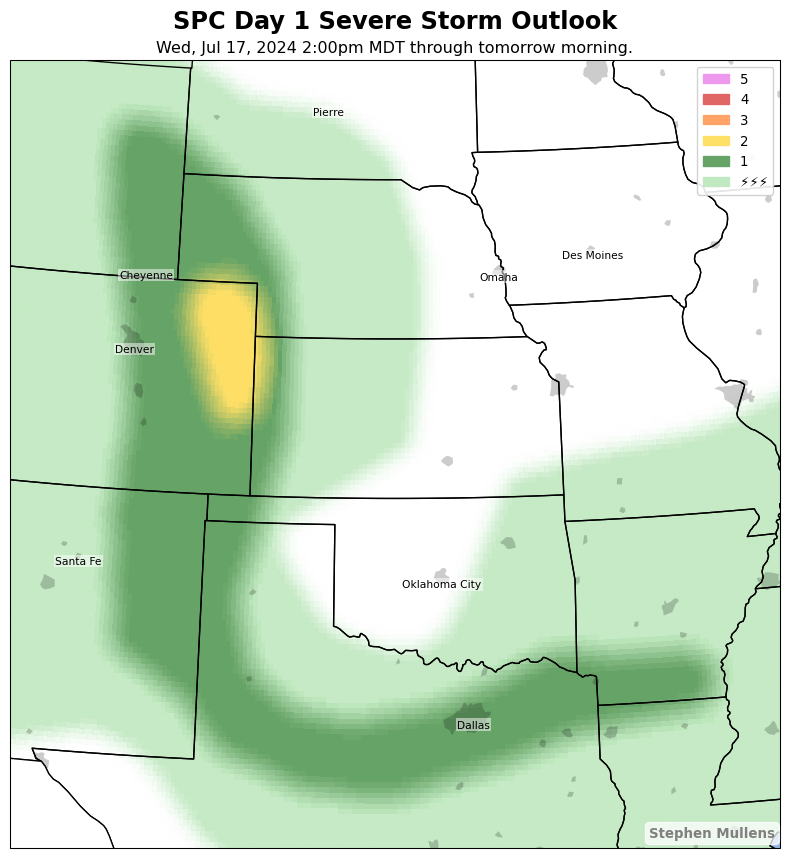 SPC Day 1 Severe Storm Outlook
Wed, Jul 17, 2024 2:00pm MDT through tomorrow morning.
5
4
3
2
1
⚡⚡⚡
Pierre
Des Moines
Omaha
Cheyenne
Denver
Santa Fe
Oklahoma City
Dallas
Stephen Mullens